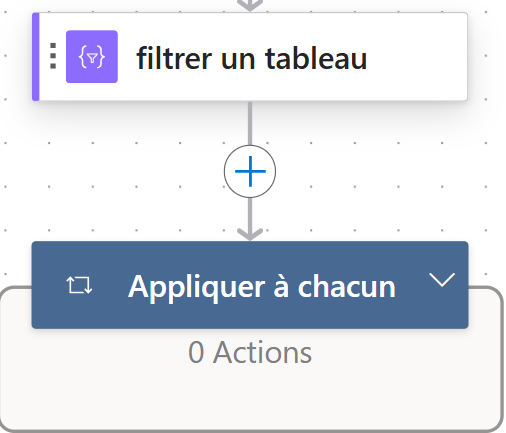 filtrer un tableau
Appliquer à chacun
0 Actions